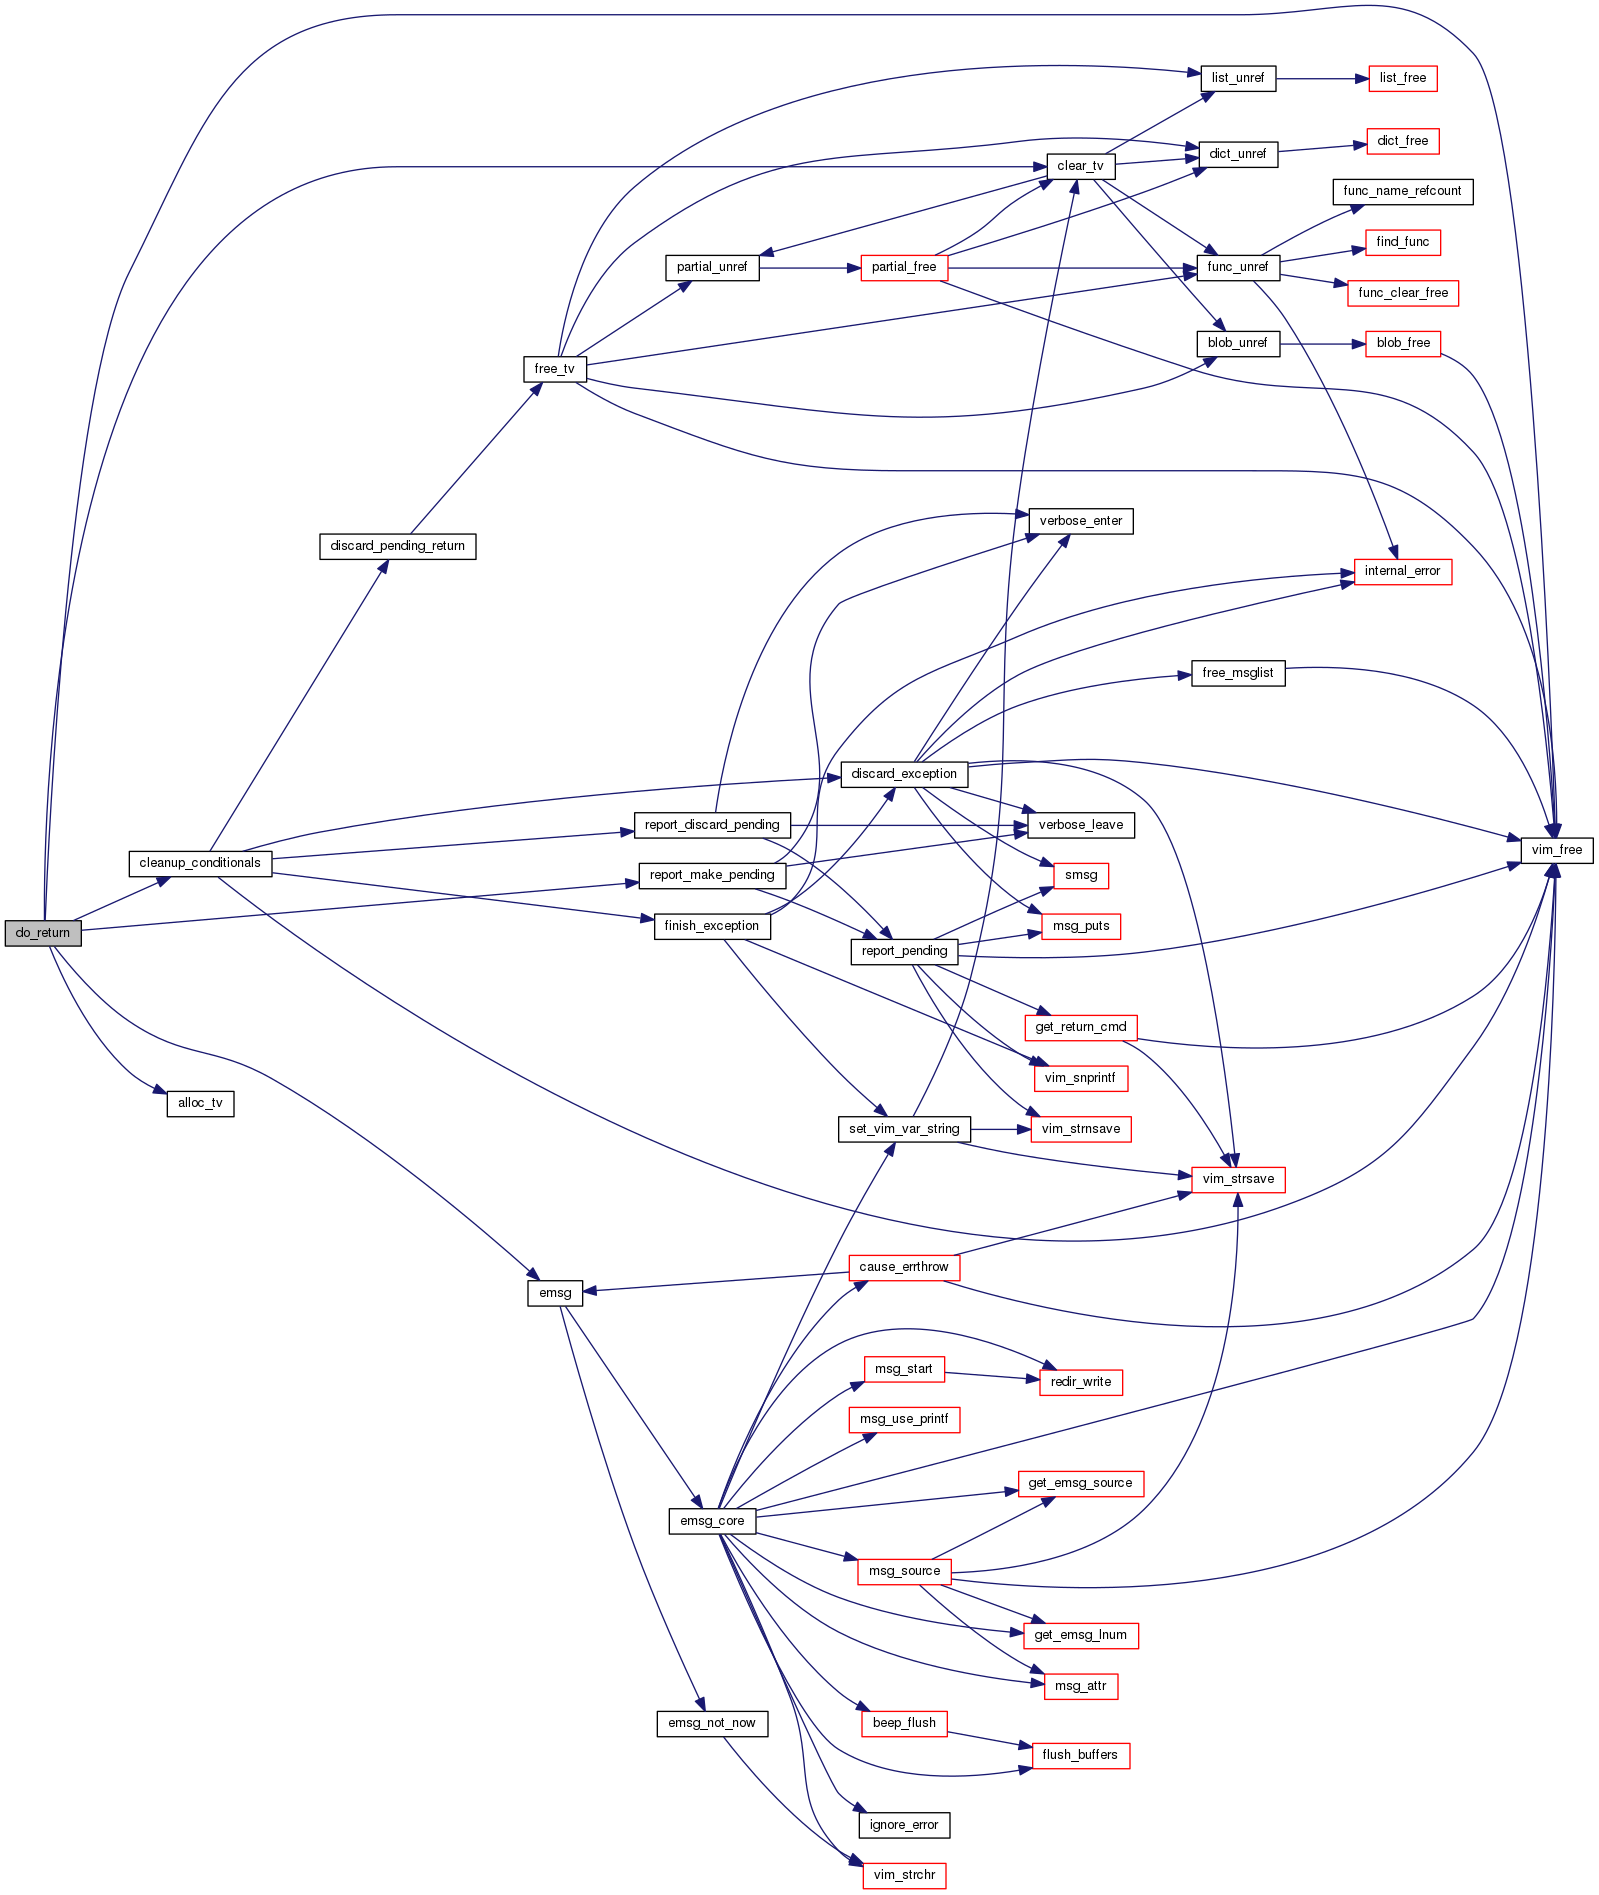 list_unref
list_free
dict_free
dict_unref
clear_tv
func_name_refcount
find_func
partial_unref
partial_free
func_unref
func_clear_free
blob_unref
blob_free
free_tv
verbose_enter
discard_pending_return
internal_error
free_msglist
discard_exception
report_discard_pending
verbose_leave
vim_free
cleanup_conditionals
report_make_pending
smsg
finish_exception
msg_puts
do_return
report_pending
get_return_cmd
vim_snprintf
alloc_tv
set_vim_var_string
vim_strnsave
vim_strsave
cause_errthrow
emsg
msg_start
redir_write
msg_use_printf
get_emsg_source
emsg_core
msg_source
get_emsg_lnum
msg_attr
emsg_not_now
beep_flush
flush_buffers
ignore_error
vim_strchr